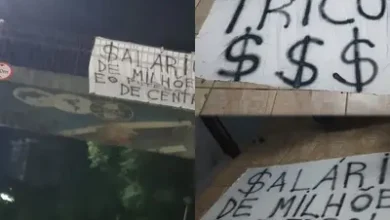 $ALÁRI
DE MILHÕE
DE CENT
TRICO
$$$
$ALÁRI
DE MILHÕE